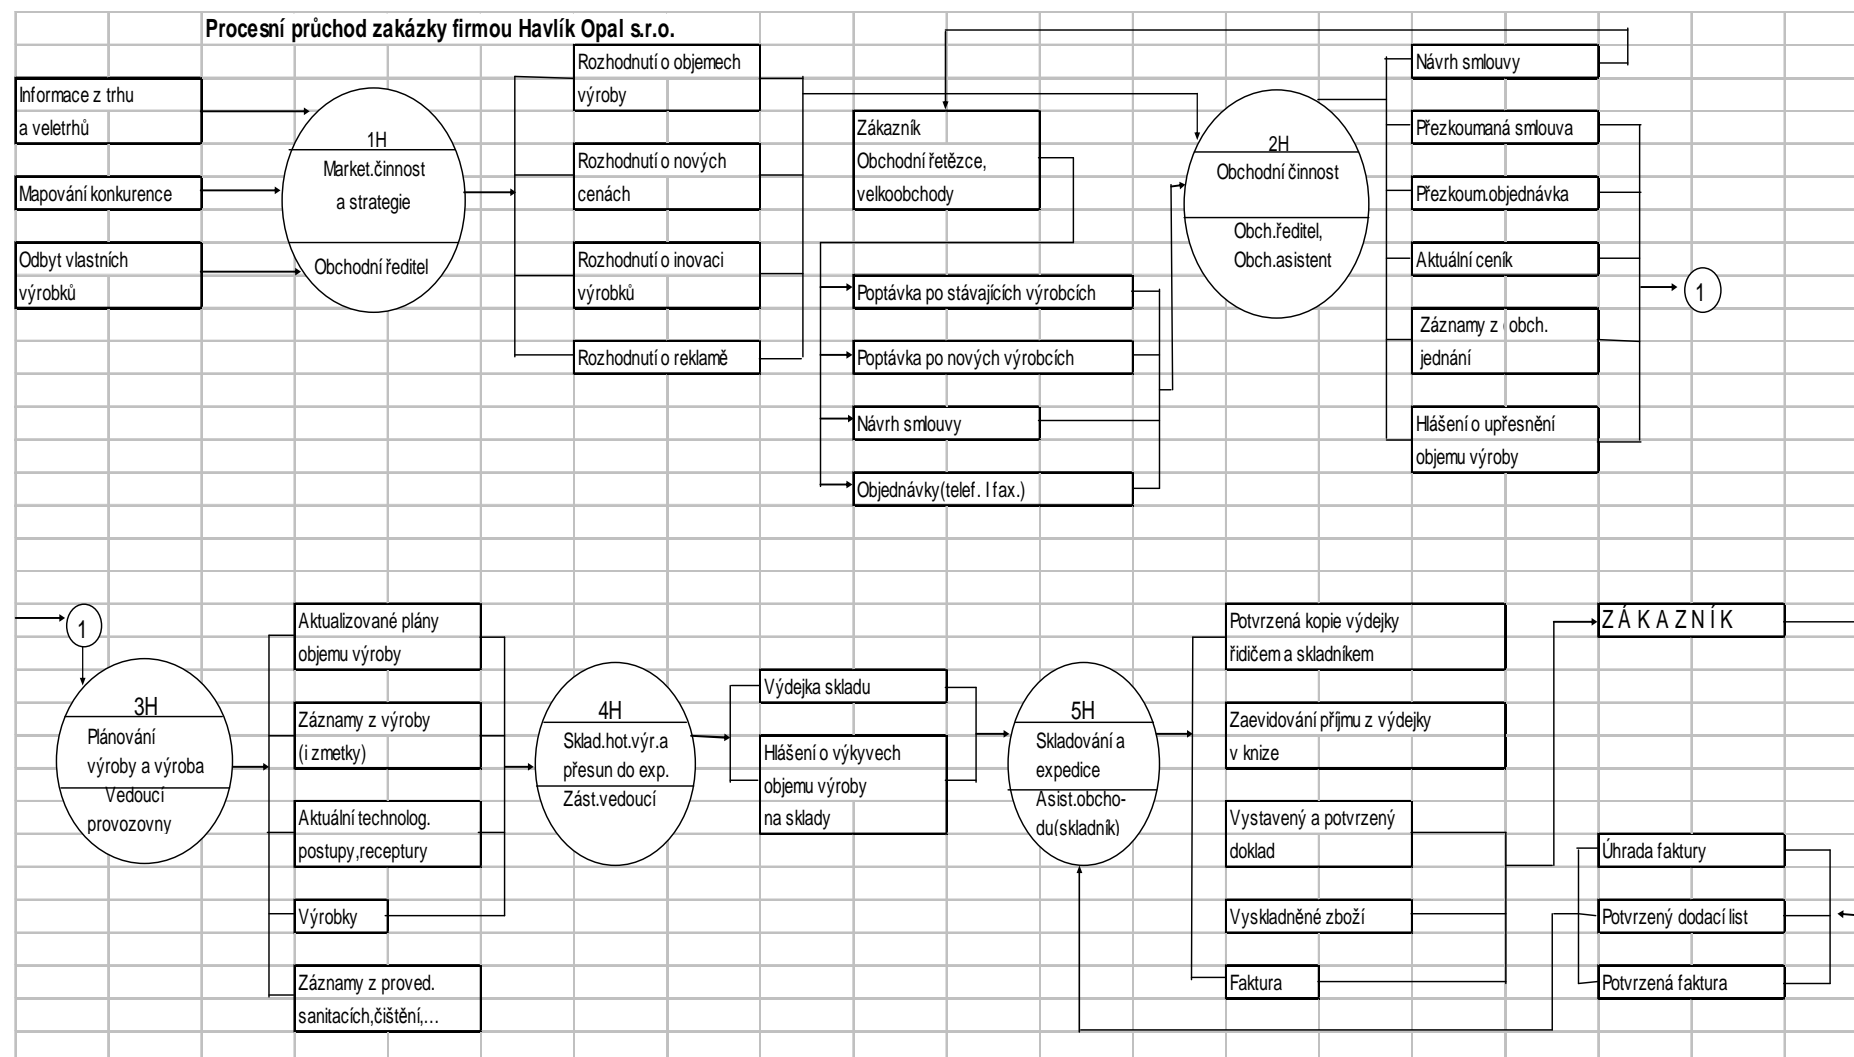 Procesní průchod zakázky firmou Havlík Opal s.r.o.
Informace z trhu
a veletrhů
Mapování konkurence
Odbyt vlastních
výrobků
1H
Market.činnost
a strategie
Obchodní ředitel
Rozhodnutí o objemech
výroby
Rozhodnutí o nových
cenách
Rozhodnutí o inovaci
výrobků
Rozhodnutí o reklamě
Zákazník
Obchodní řetězce,
velkoobchody
Poptávka po stávajících výrobcích
Poptávka po nových výrobcích
Návrh smlouvy
Objednávky(telef. I fax.)
2H
Obchodní činnost
Obch.ředitel,
Obch.asistent
Návrh smlouvy
Přezkoumaná smlouva
Přezkoum.objednávka
Aktuální ceník
Záznamy z obch.
jednání
Hlášení o upřesnění
objemu výroby
1
1
3H
Plánování
výroby a výroba
Vedoucí
provozovny
Aktualizované plány
objemu výroby
Záznamy z výroby
(i zmetky)
Aktuální technolog.
postupy,receptury
Výrobky
Záznamy z proved.
sanitacích,čištění,...
4H
Sklad.hot.výr.a
přesun do exp.
Zást.vedoucí
Výdejka skladu
Hlášení o výkyvech
objemu výroby
na sklady
5H
Skladování a
expedice
Asist.obcho-
du(skladník)
Potvrzená kopie výdejky
řidičem a skladníkem
Zaevidování příjmu z výdejky
v knize
Vystavený a potvrzený
doklad
Vyskladněné zboží
Faktura
ZÁKAZNÍK
Úhrada faktury
Potvrzený dodací list
Potvrzená faktura